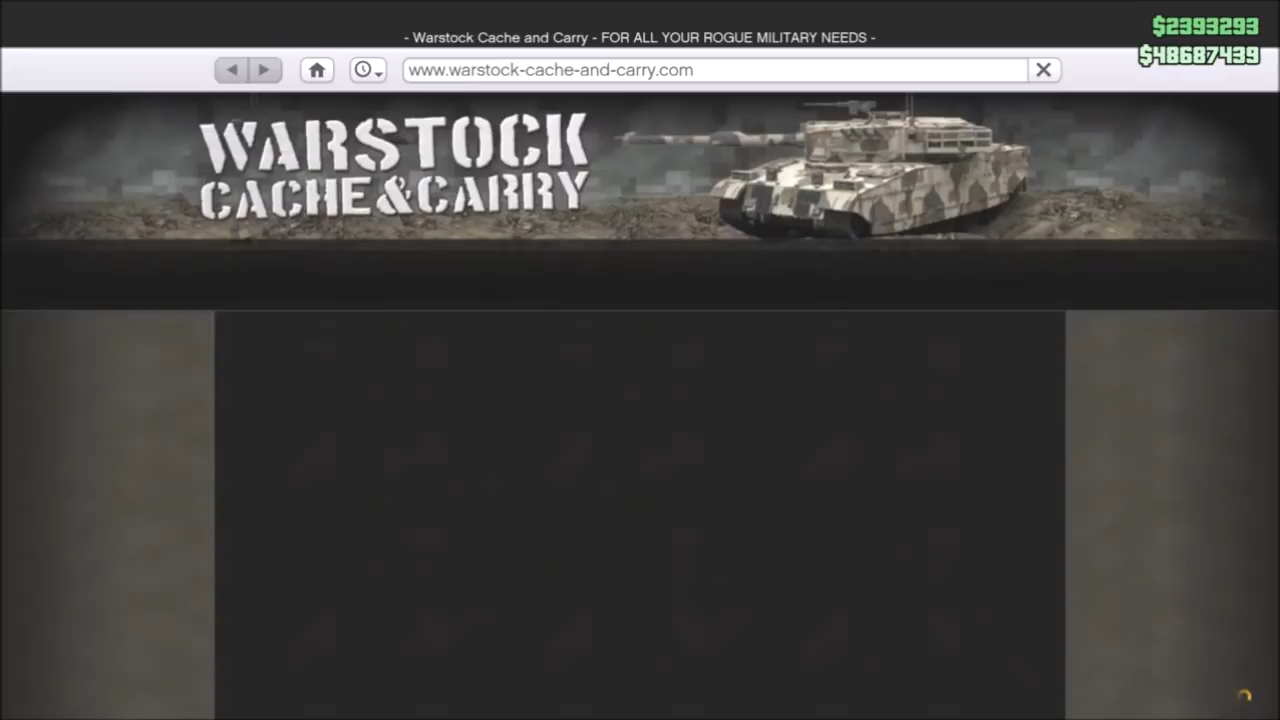 - Warstock Cache and Carry - FOR ALL YOUR ROGUE MILITARY NEEDS -
$2393293
$48687439
www.warstock-cache-and-carry.com
WARSTOCK
CACHE&CARRY